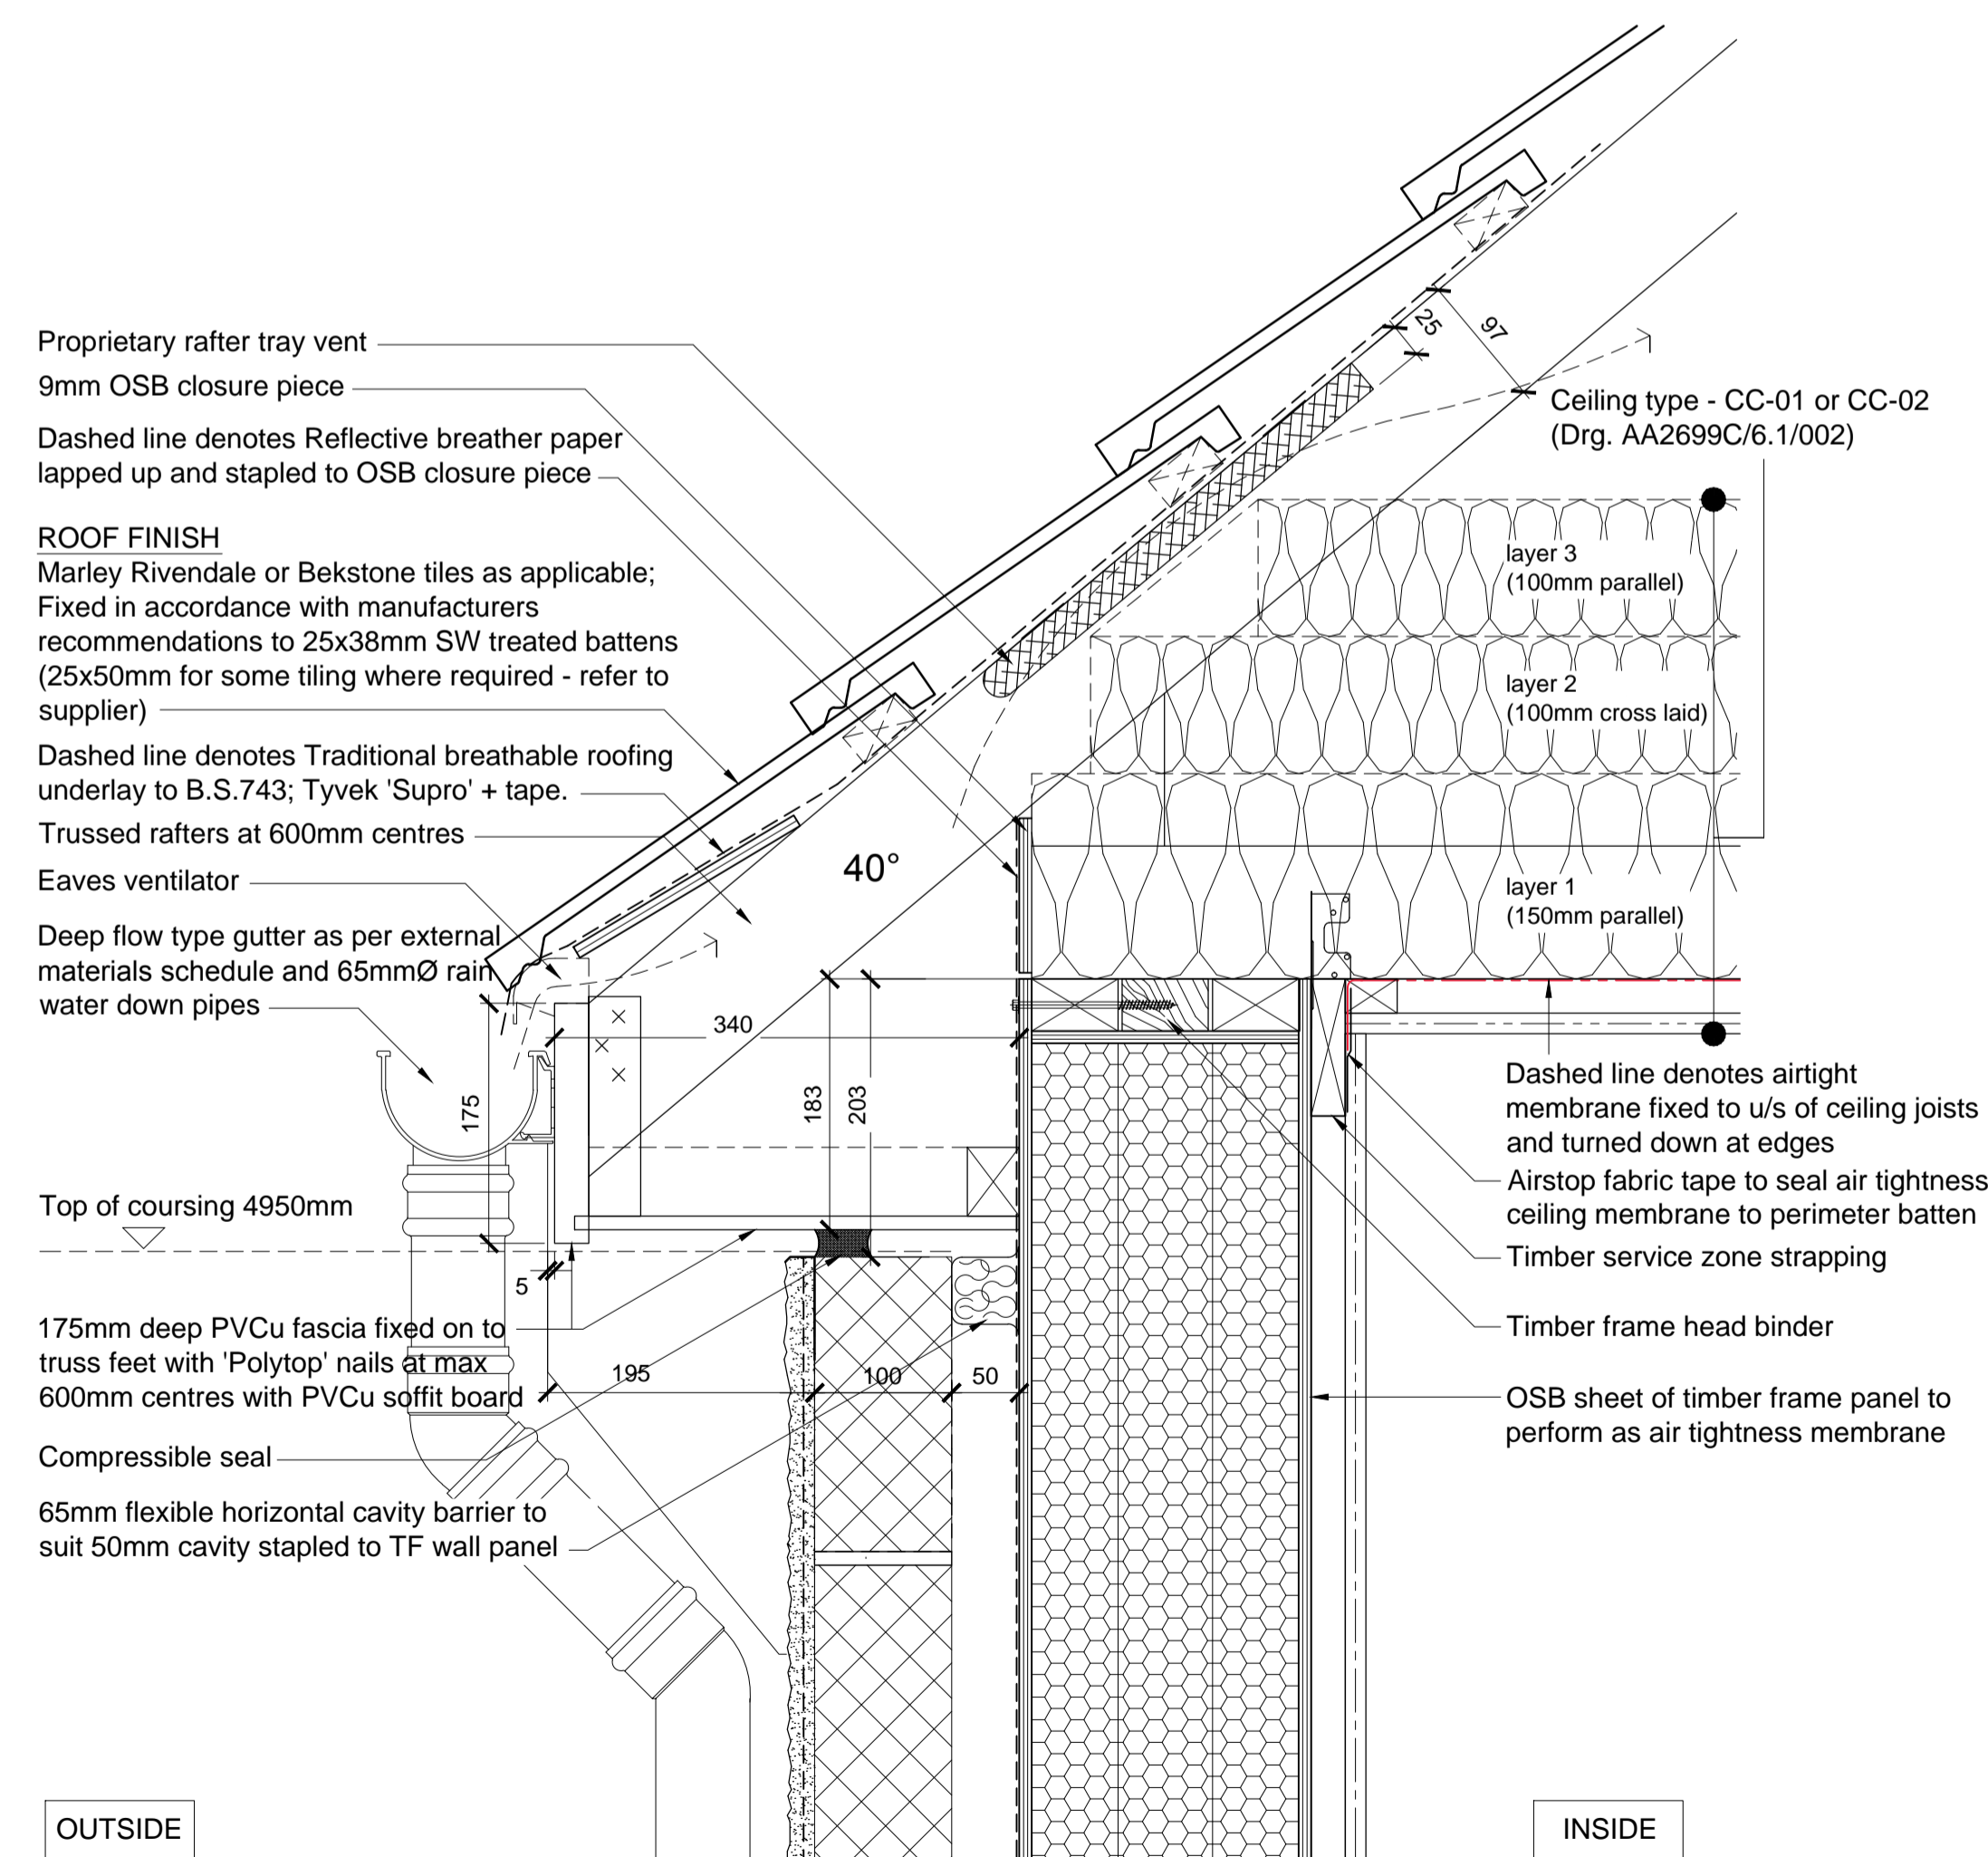 Proprietary rafter tray vent
9mm OSB closure piece
Dashed line denotes Reflective breather paper
lapped up and stapled to OSB closure piece
ROOF FINISH
Marley Rivendale or Bekstone tiles as applicable;
Fixed in accordance with manufacturers
recommendations to 25x38mm SW treated battens
(25x50mm for some tiling where required - refer to
supplier)
Dashed line denotes Traditional breathable roofing
underlay to B.S.743; Tyvek 'Supro' + tape.
Trussed rafters at 600mm centres
Eaves ventilator
Deep flow type gutter as per external
materials schedule and 65mmØ rain
water down pipes
Top of coursing 4950mm
175mm deep PVCu fascia fixed on to
truss feet with 'Polytop' nails at max
600mm centres with PVCu soffit board
Compressible seal
65mm flexible horizontal cavity barrier to
suit 50mm cavity stapled to TF wall panel
OUTSIDE
40°
340
175
183
203
5
195
100
50
25
97
Ceiling type - CC-01 or CC-02
(Drg. AA2699C/6.1/002)
layer 3
(100mm parallel)
layer 2
(100mm cross laid)
layer 1
(150mm parallel)
Dashed line denotes airtight
membrane fixed to u/s of ceiling joists
and turned down at edges
Airstop fabric tape to seal air tightness
ceiling membrane to perimeter batten
Timber service zone strapping
Timber frame head binder
OSB sheet of timber frame panel to
perform as air tightness membrane
INSIDE